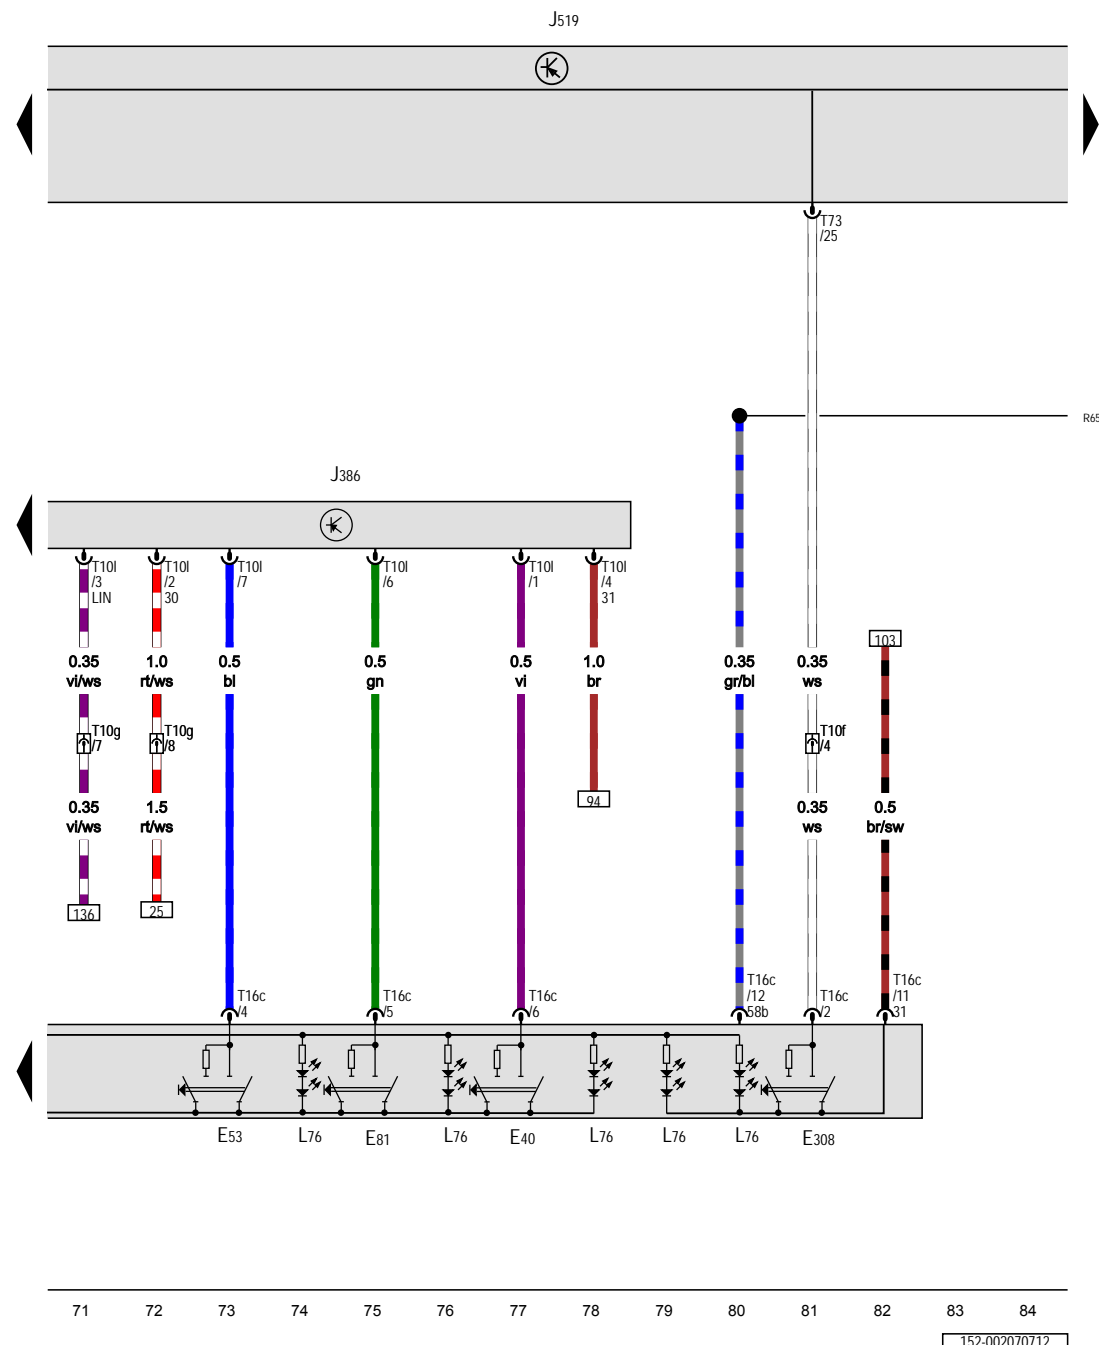 J519
T73
/25
R65
J386
T10l T10l T10l T10l T10l T10l
/3 /2 /7 /6 /1 /4
LIN 30 31
103
0.35 1.0 0.5 0.5 0.5 1.0 0.35 0.35
vi/ws rt/ws bl gn vi br gr/bl ws
T10g T10g T10f
/7 /8 /4
94
0.35 1.5 0.35 0.5
vi/ws rt/ws ws br/sw
136 25
T16c T16c T16c T16c T16c T16c
/4 /5 /6 /12 /2 /11
58b 31
E53 L76 E81 L76 E40 L76 L76 L76 E308
71 72 73 74 75 76 77 78 79 80 81 82 83 84
152-002070712